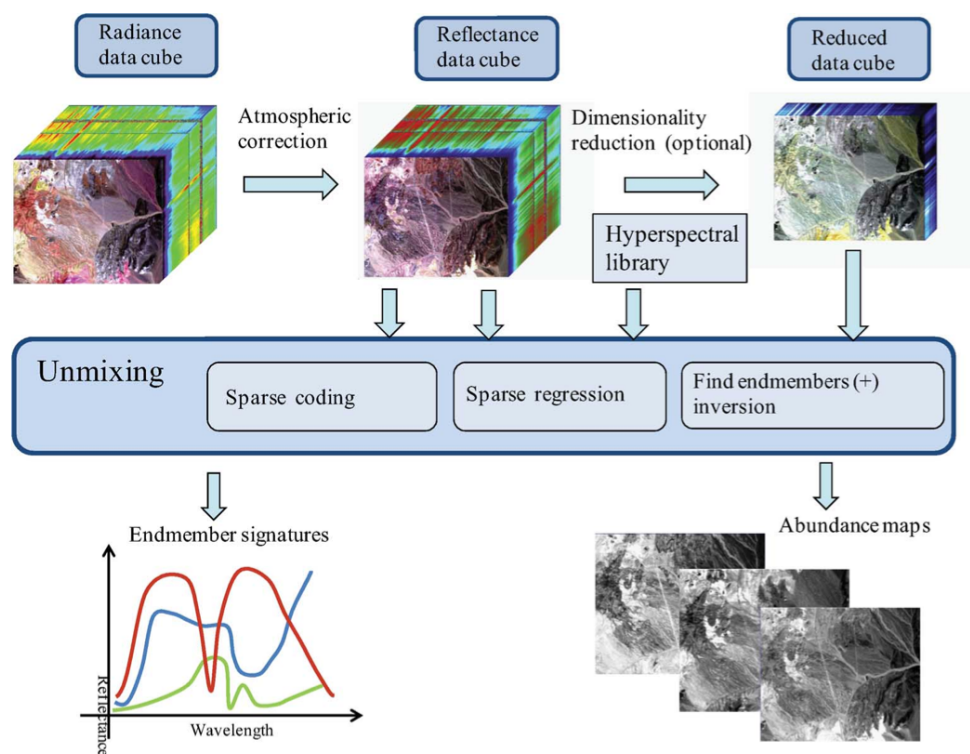 Radiance
data cube
Reflectance
data cube
Reduced
data cube
Atmospheric
correction
Dimensionality
reduction (optional)
Hyperspectral
library
Unmixing
Sparse coding
Sparse regression
Find endmembers (+)
inversion
Endmember signatures
Abundance maps
Reflectance
Wavelength